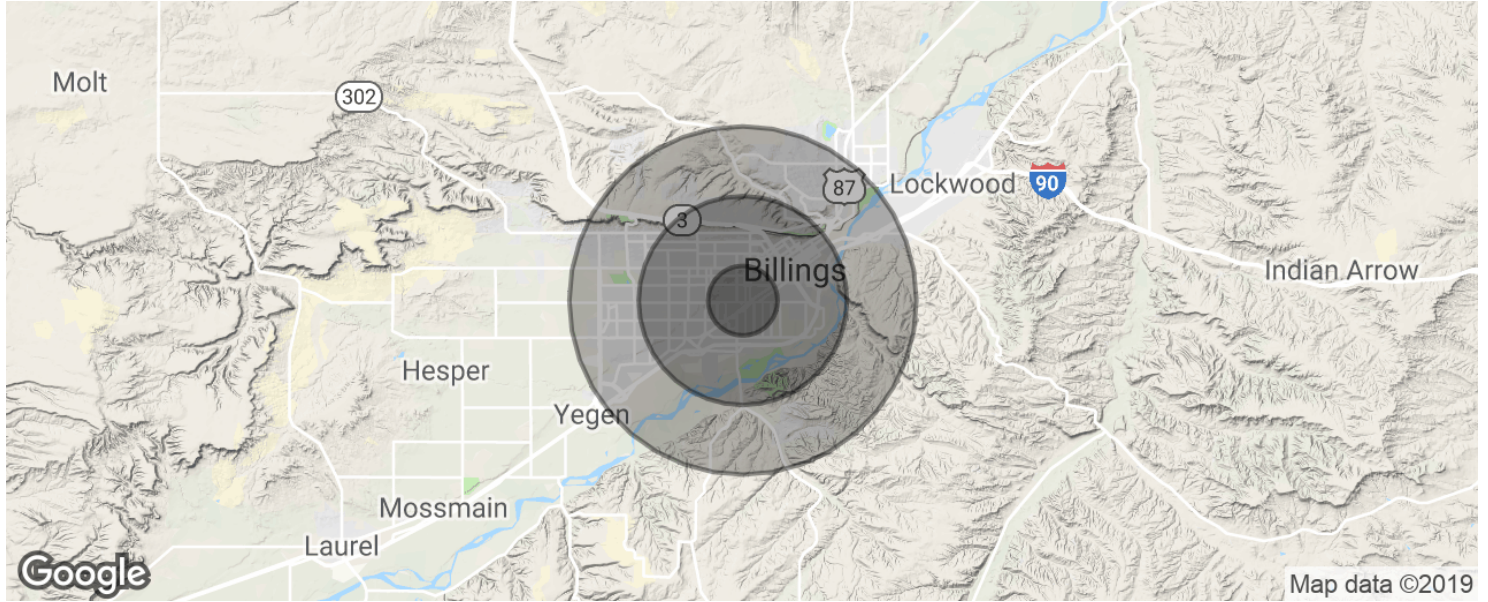 Molt
302
87
Lockwood
90
3
Billings
Indian Arrow
Hesper
Yegen
Mossmain
Laurel
Google
Map data ©2019